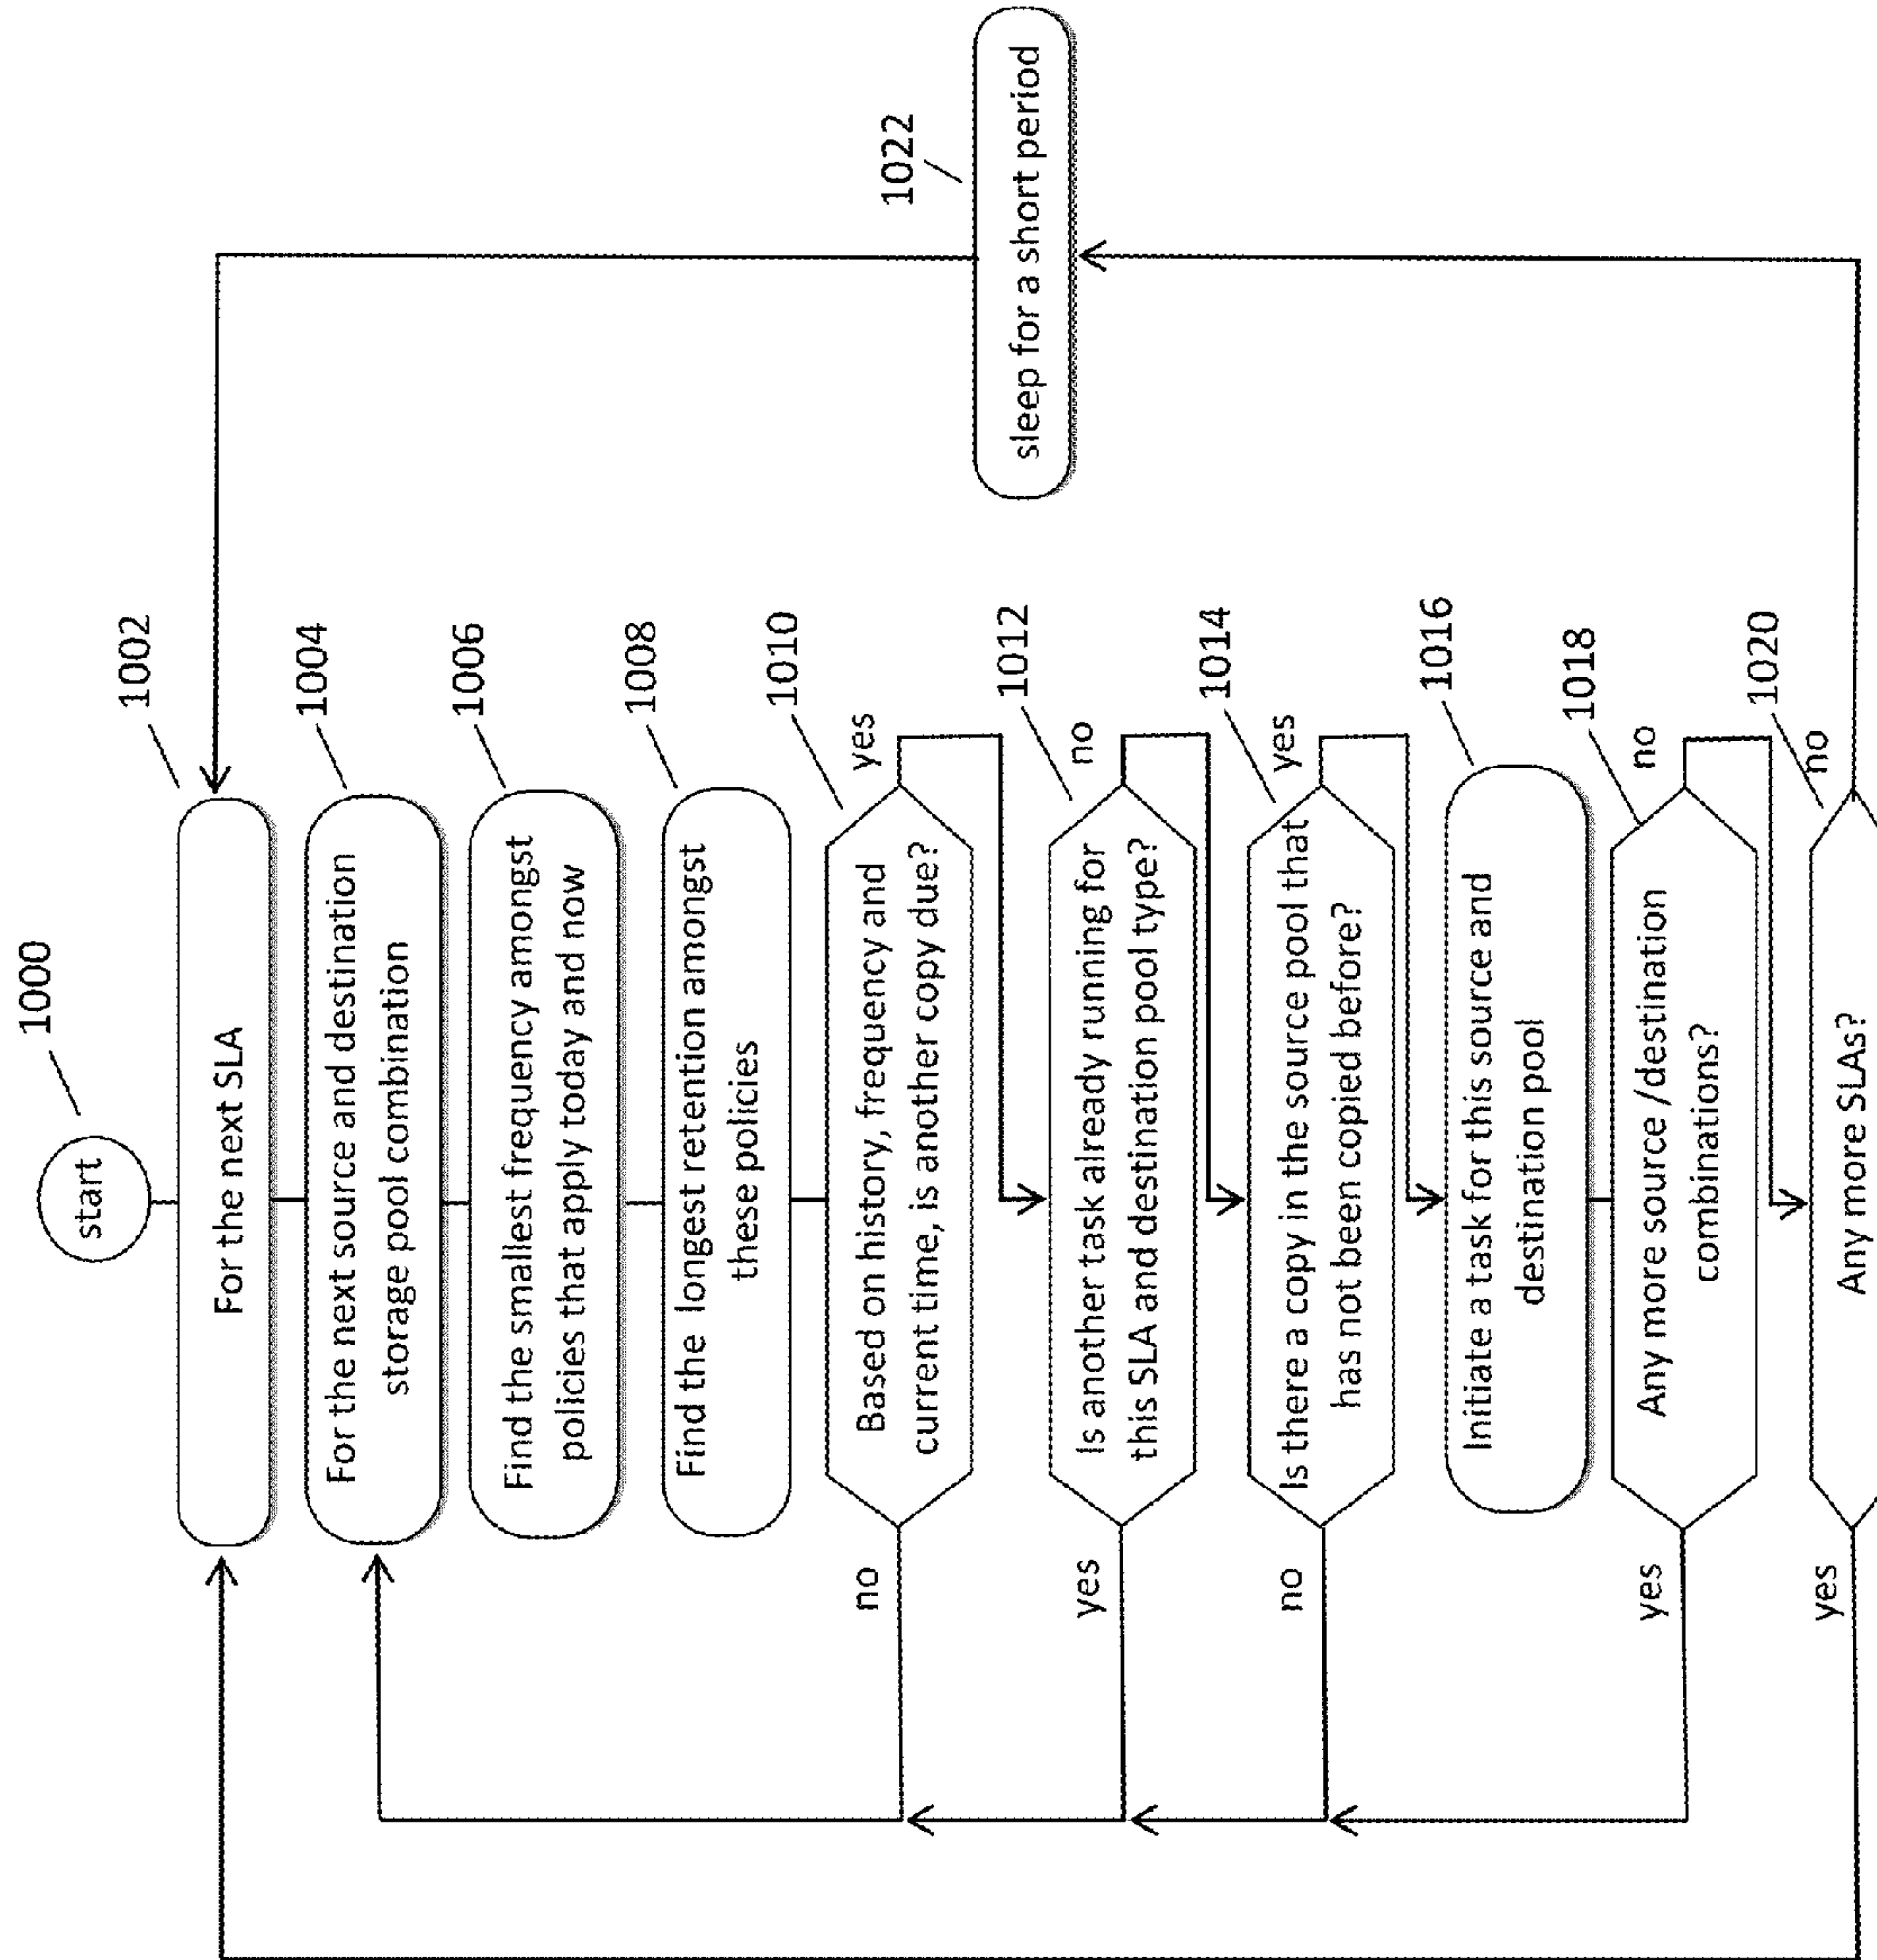 1000
start
1002
For the next SLA
1004
For the next source and destination
storage pool combination
1006
Find the smallest frequency amongst
policies that apply today and now
1008
Find the longest retention amongst
these policies
1010
Based on history, frequency and
current time, is another copy due?
no
yes
1012
Is another task already running for
this SLA and destination pool type?
yes
no
1014
Is there a copy in the source pool that
has not been copied before?
no
yes
1016
Initiate a task for this source and
destination pool
1018
Any more source /destination
combinations?
yes
no
1020
Any more SLAs?
yes
no
1022
sleep for a short period